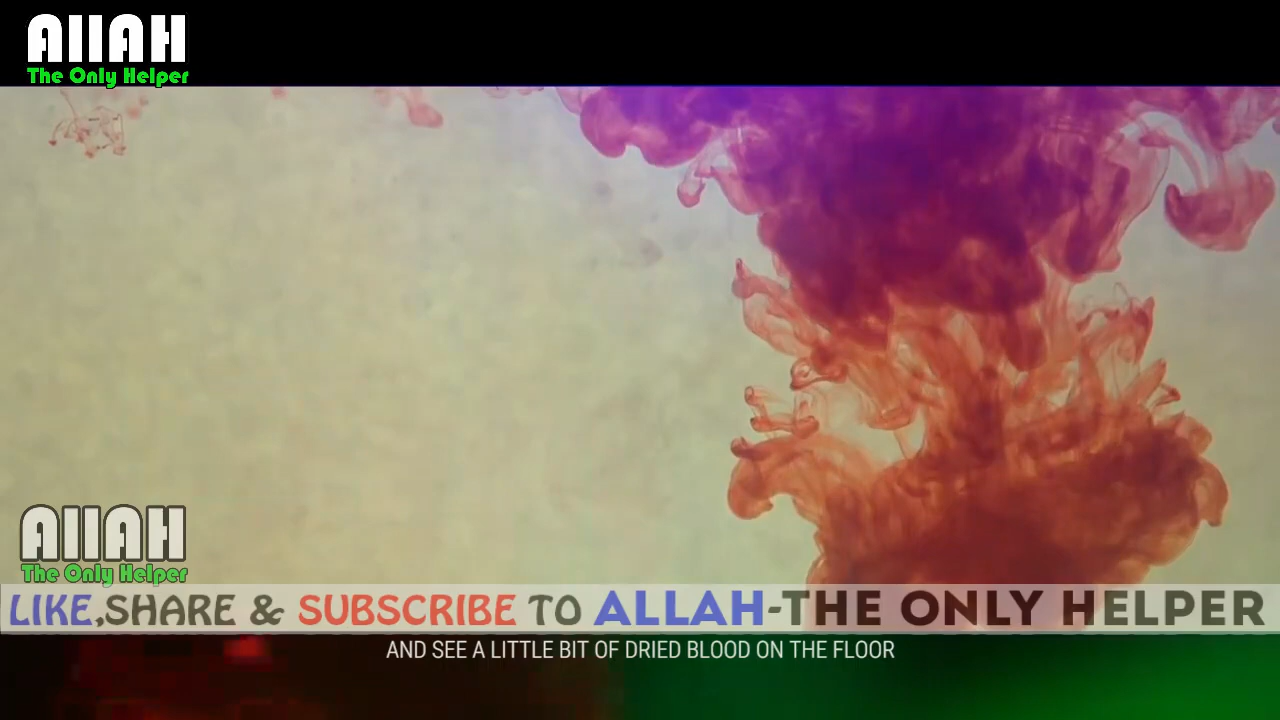 AllAH
The Only Helper
AllAH
The Only Helper
LIKE,SHARE & SUBSCRIBE TO ALLAH-THE ONLY HELPER
AND SEE A LITTLE BIT OF DRIED BLOOD ON THE FLOOR